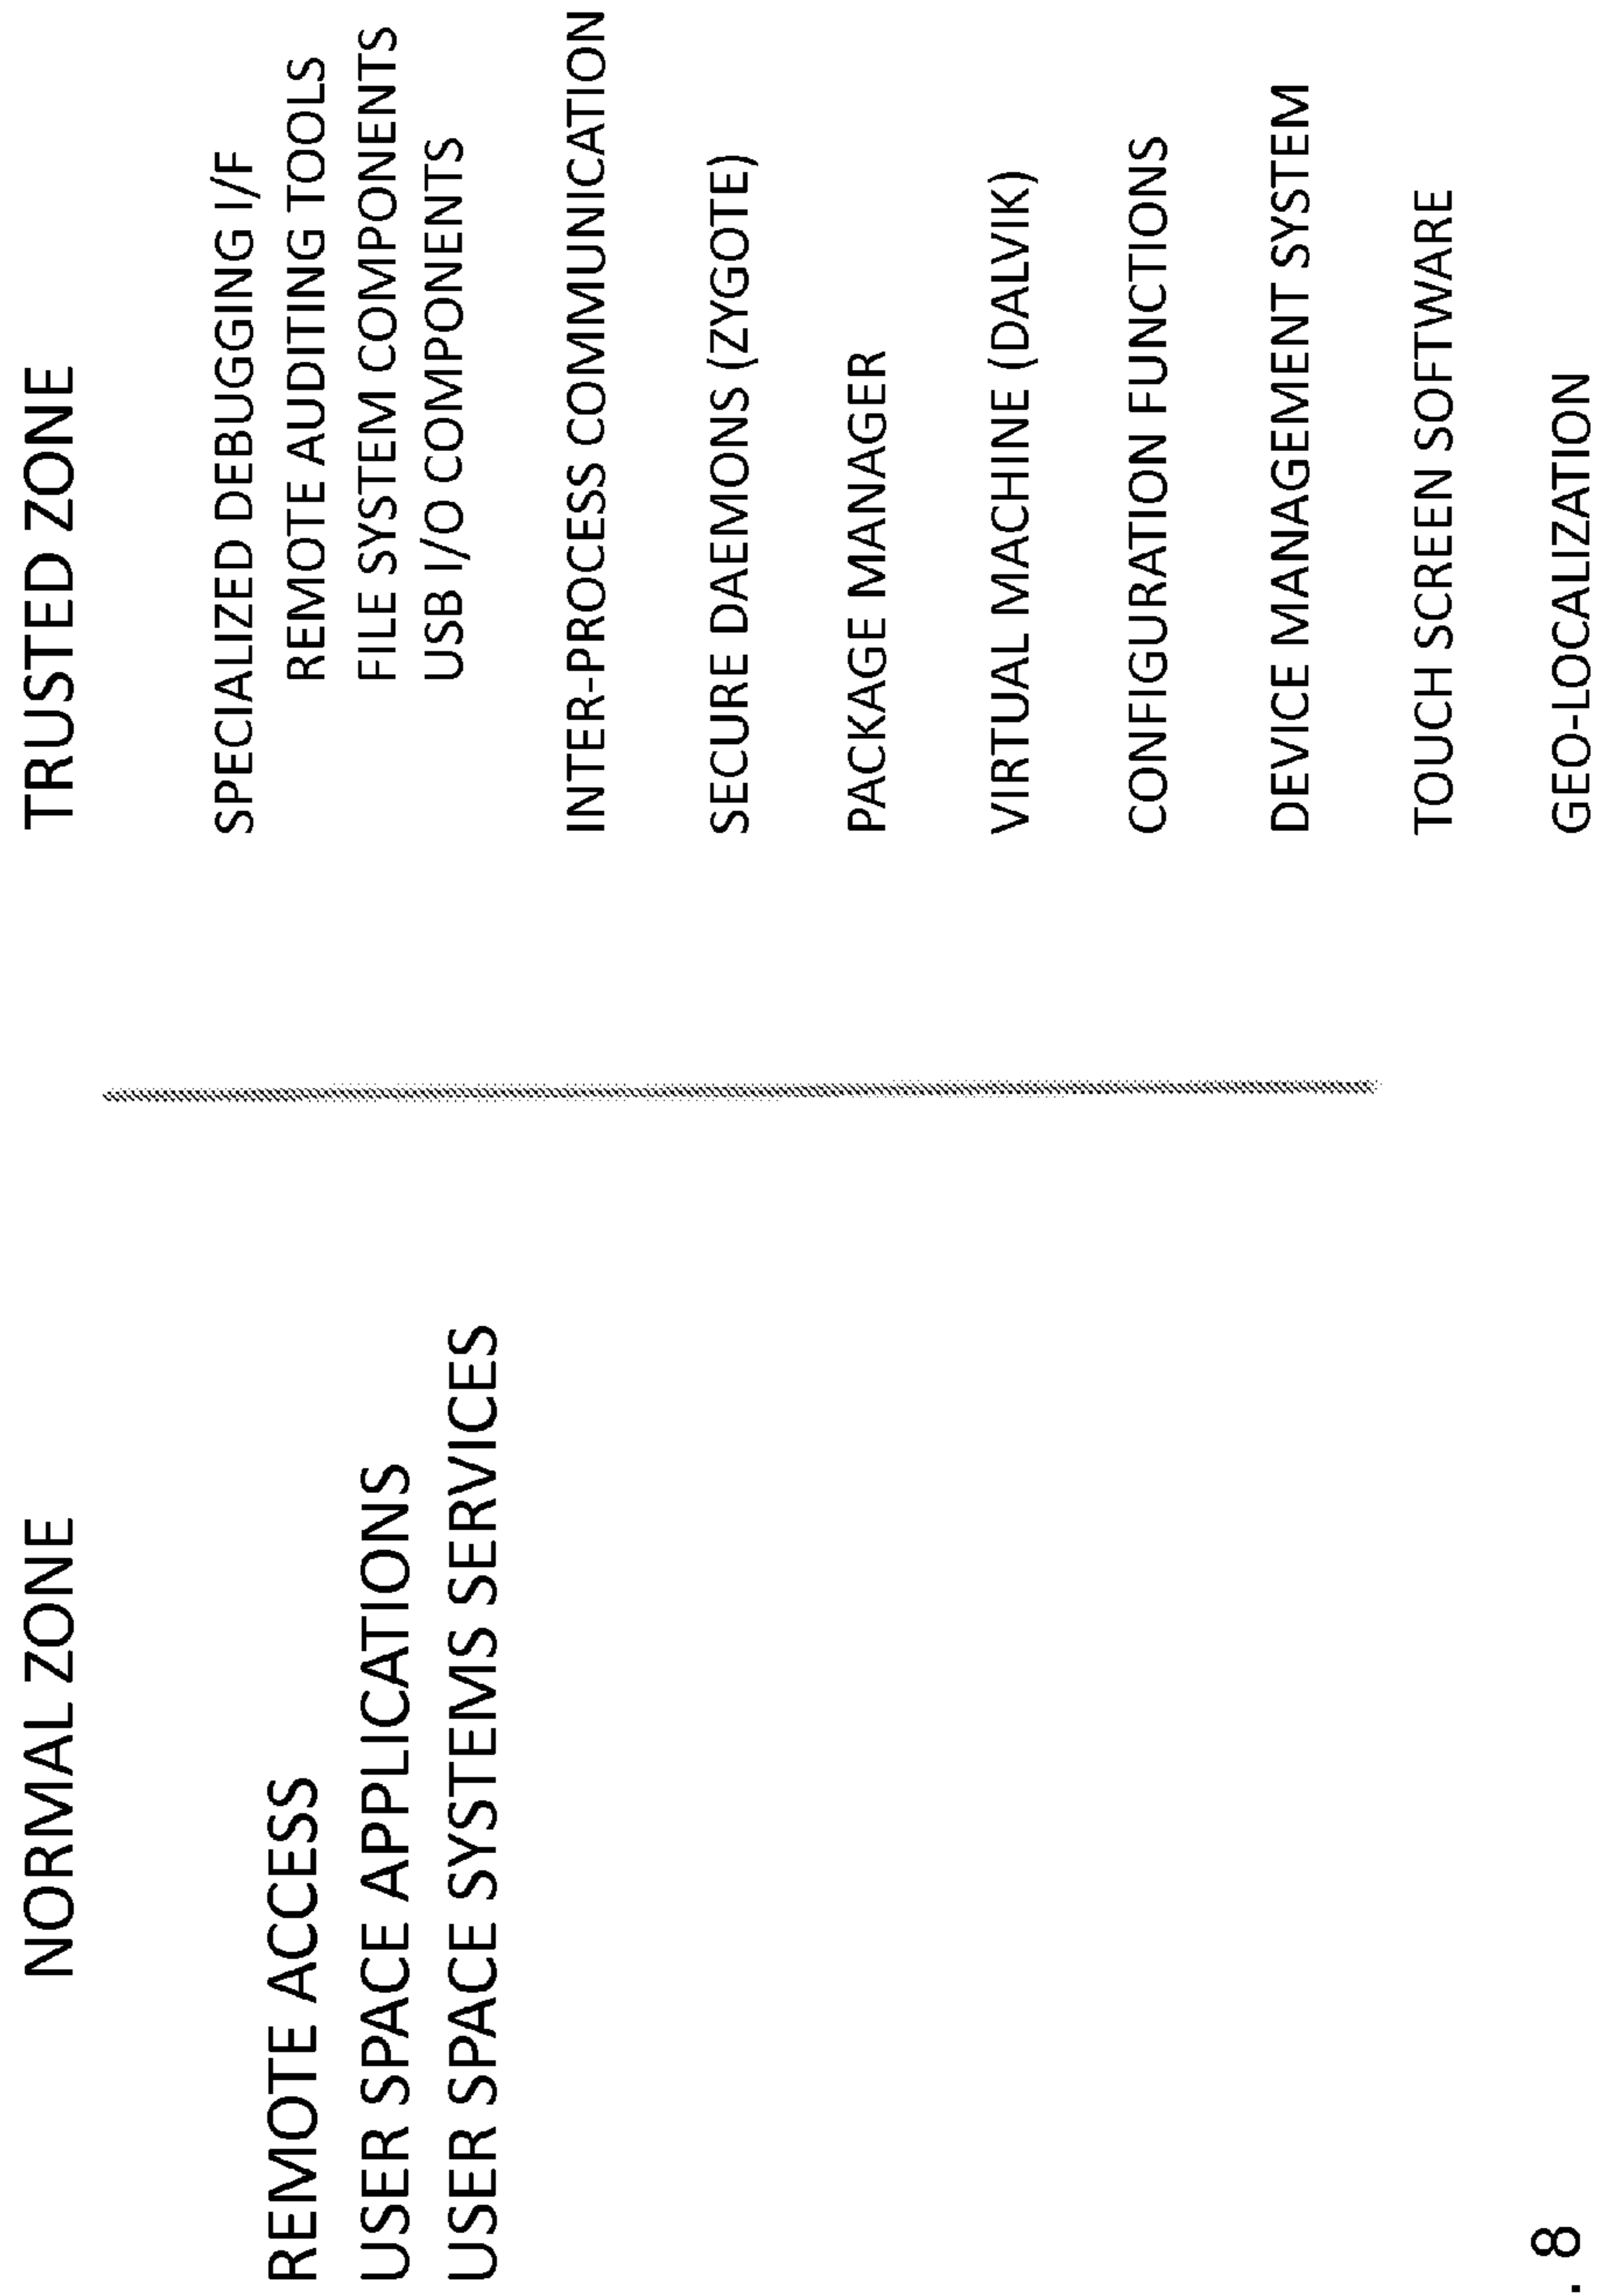 NORMAL ZONE
REMOTE ACCESS
USER SPACE APPLICATIONS
USER SPACE SYSTEMS SERVICES
TRUSTED ZONE
SPECIALIZED DEBUGGING I/F
REMOTE AUDITING TOOLS
FILE SYSTEM COMPONENTS
USB I/O COMPONENTS
INTER-PROCESS COMMUNICATION
SECURE DAEMONS (ZYGOTE)
PACKAGE MANAGER
VIRTUAL MACHINE (DALVIK)
CONFIGURATION FUNCTIONS
DEVICE MANAGEMENT SYSTEM
TOUCH SCREEN SOFTWARE
GEO-LOCALIZATION
. 8